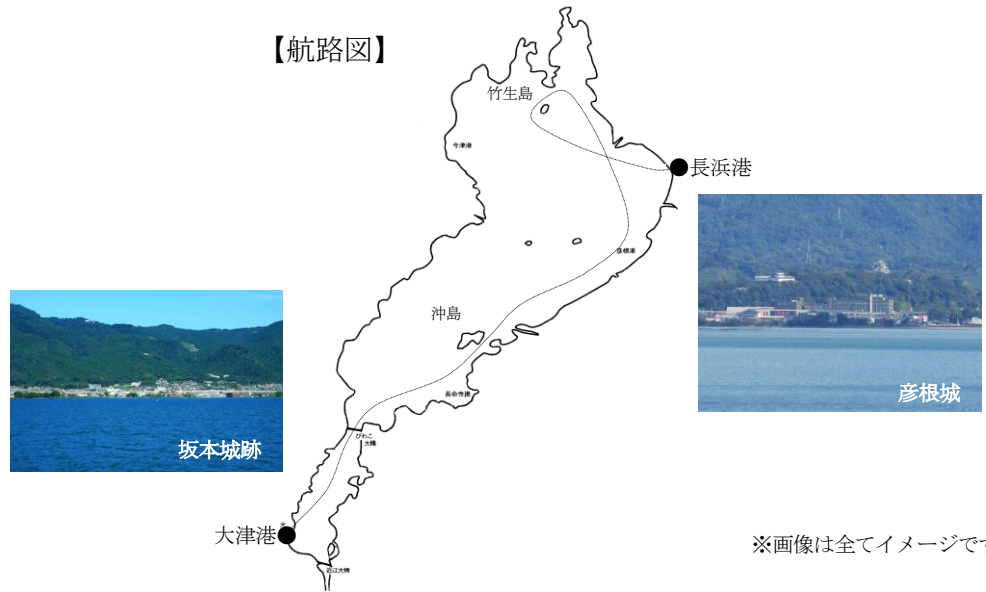 【航路図】
竹生島
今津港
長浜港
彦根港
沖島
彦根城
長命寺港
びわこ
大橋
坂本城跡
大津港
近江大橋
※画像は全てイメージです